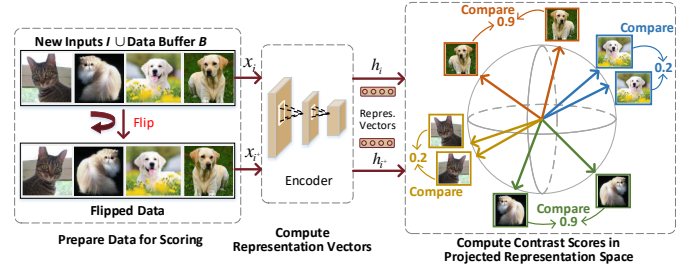 New Inputs I ∪ Data Buffer B
Flip
Flipped Data
Prepare Data for Scoring
x_i
x_{i+}
Encoder
Compute
Representation Vectors
h_i
Repres.
Vectors
h_{i+}
Compare
0.9
Compare
0.2
0.2
Compare
Compare
0.9
Compute Contrast Scores in
Projected Representation Space